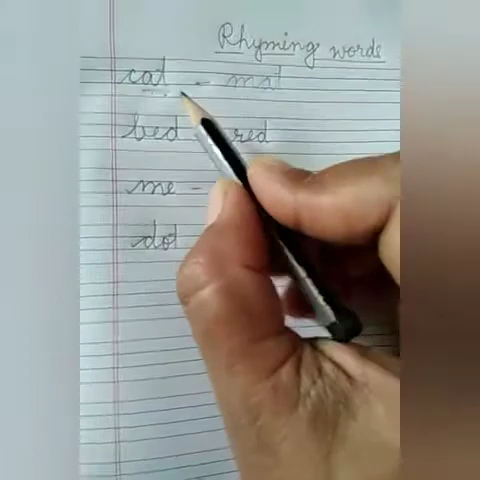 Rhyming words
cat - mat
bed - red
me -
dot